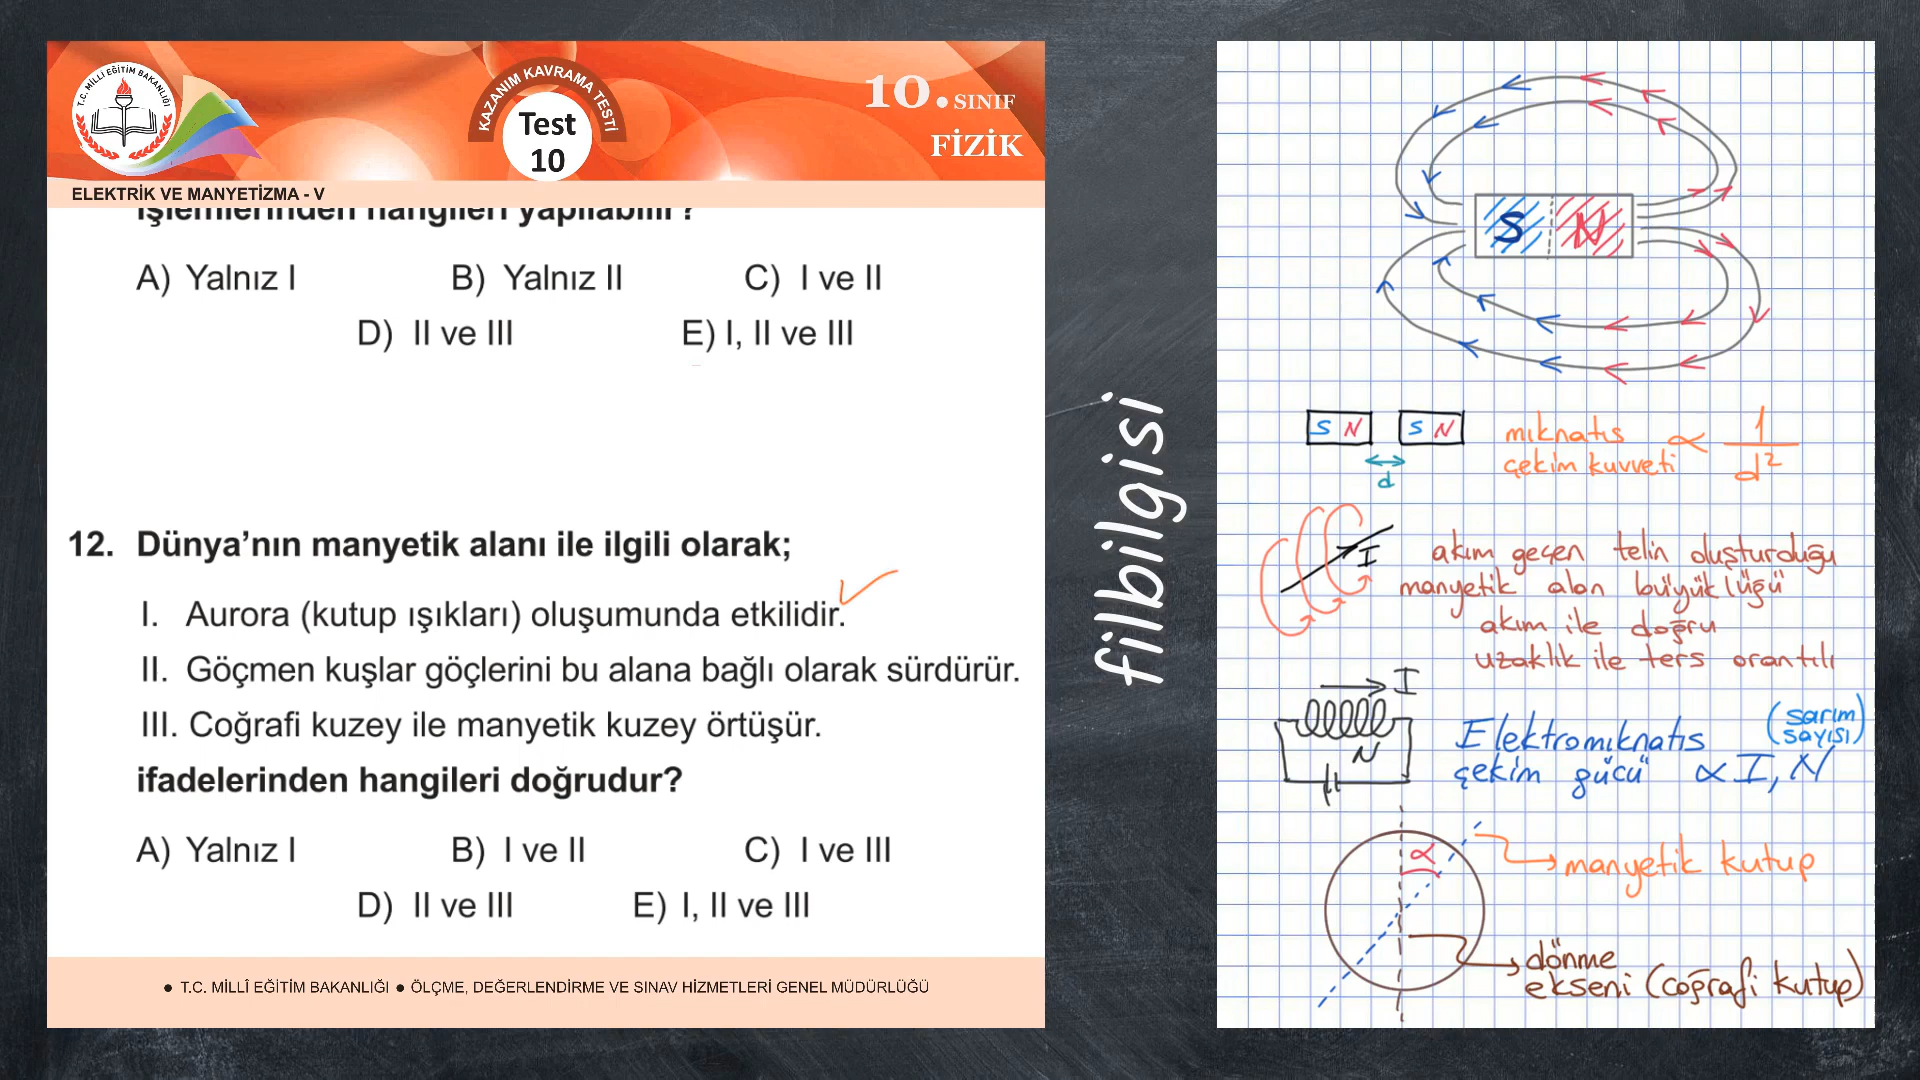 T.C. MİLLÎ EĞİTİM BAKANLIĞI
KAZANIM KAVRAMA TESTİ
Test
10
10. SINIF
FİZİK
ELEKTRİK VE MANYETİZMA - V
işlemlerinden hangileri yapılabilir?
A) Yalnız I B) Yalnız II C) I ve II
D) II ve III E) I, II ve III
12. Dünya'nın manyetik alanı ile ilgili olarak;
I. Aurora (kutup ışıkları) oluşumunda etkilidir.
II. Göçmen kuşlar göçlerini bu alana bağlı olarak sürdürür.
III. Coğrafi kuzey ile manyetik kuzey örtüşür.
ifadelerinden hangileri doğrudur?
A) Yalnız I B) I ve II C) I ve III
D) II ve III E) I, II ve III
● T.C. MİLLÎ EĞİTİM BAKANLIĞI ● ÖLÇME, DEĞERLENDİRME VE SINAV HİZMETLERİ GENEL MÜDÜRLÜĞÜ
filbilgisi
S N
S N S N
d
mıknatıs
çekim kuvveti ∝ 1/d²
I
akım geçen telin oluşturduğu
manyetik alan büyüklüğü
akım ile doğru
uzaklık ile ters orantılı
I
N
Elektromıknatıs (sarım sayısı)
çekim gücü ∝ I, N
α
manyetik kutup
dönme
ekseni (coğrafi kutup)